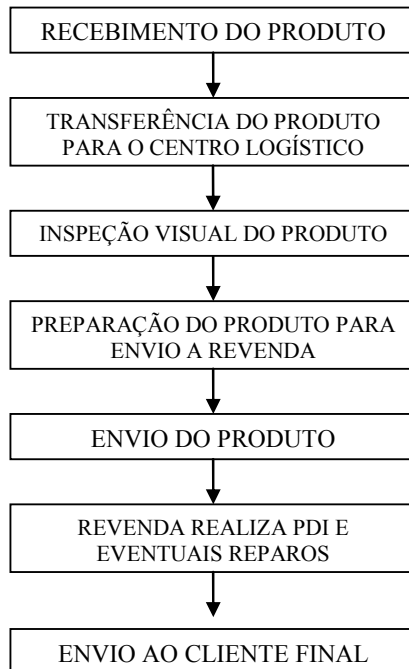 RECEBIMENTO DO PRODUTO
TRANSFERÊNCIA DO PRODUTO
PARA O CENTRO LOGÍSTICO
INSPEÇÃO VISUAL DO PRODUTO
PREPARAÇÃO DO PRODUTO PARA
ENVIO A REVENDA
ENVIO DO PRODUTO
REVENDA REALIZA PDI E
EVENTUAIS REPAROS
ENVIO AO CLIENTE FINAL